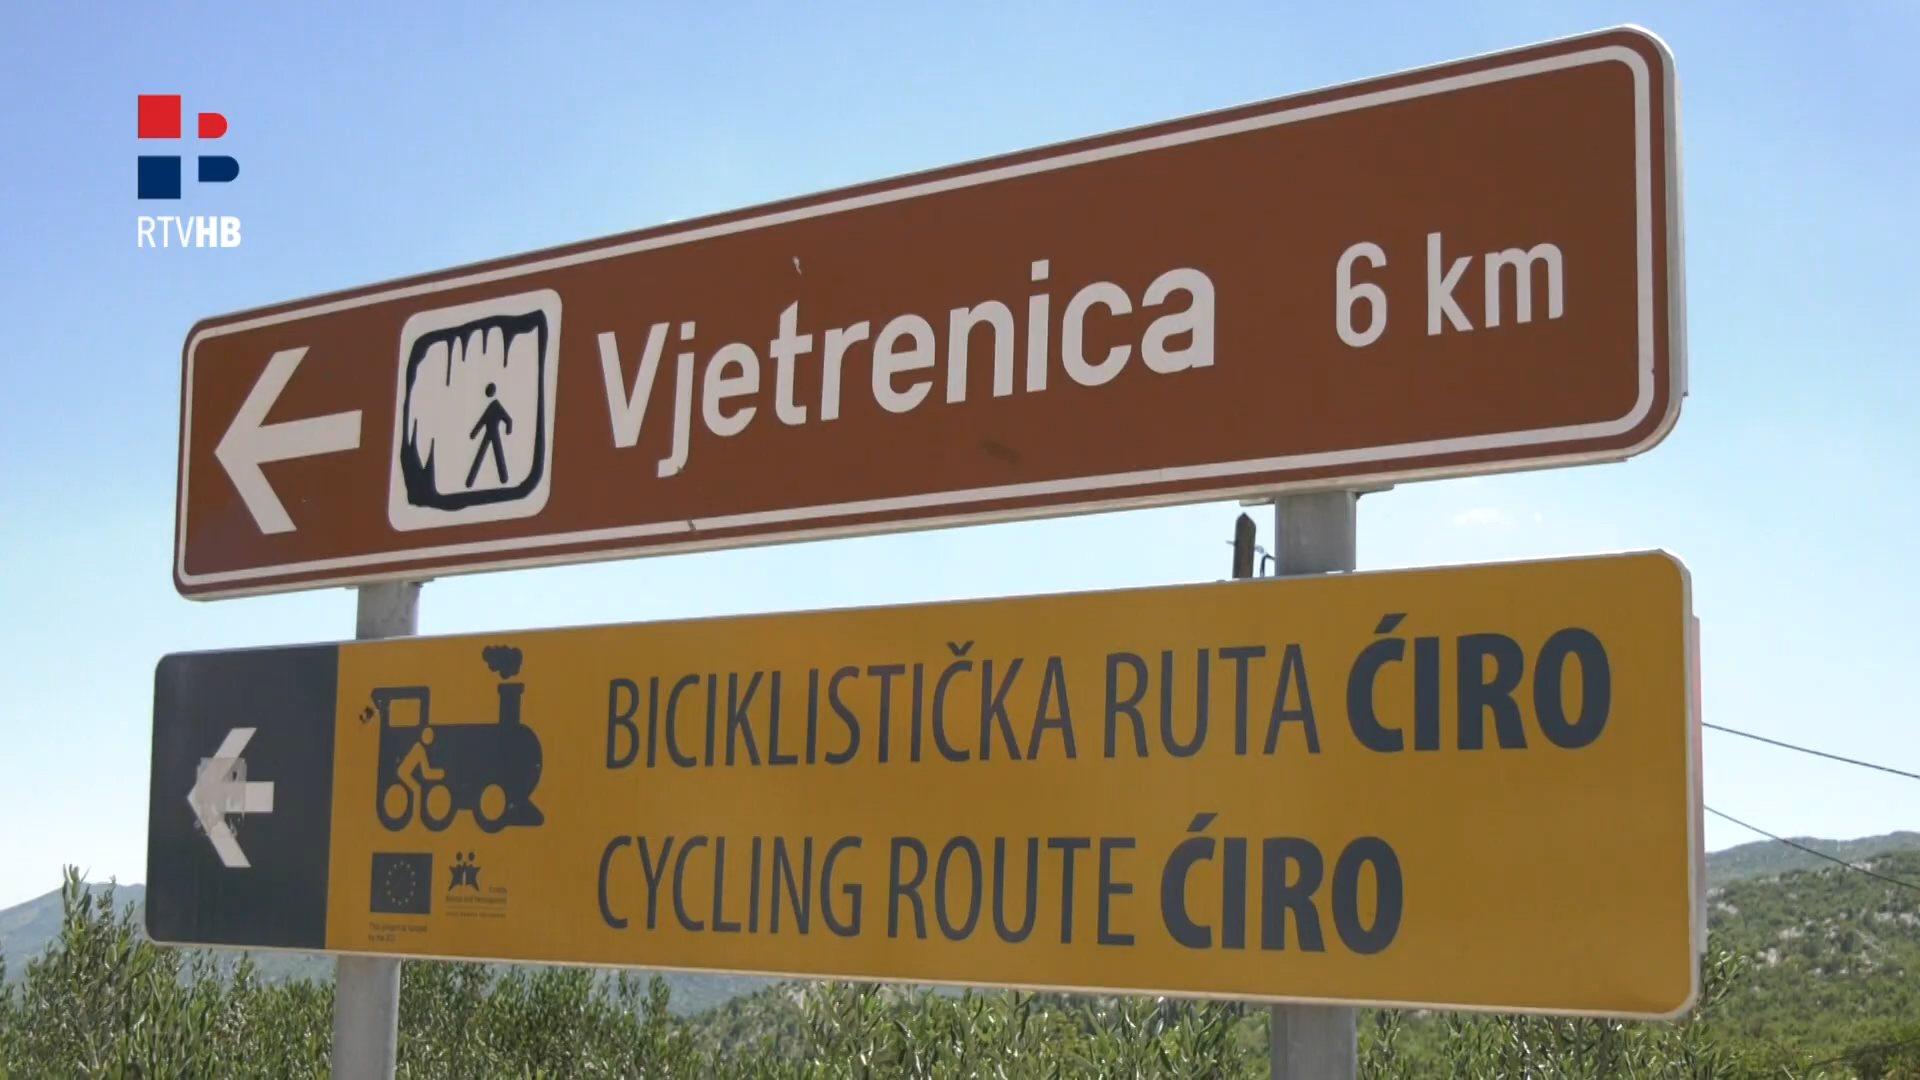 RTVHB
Vjetrenica 6 km
BICIKLISTIČKA RUTA ĆIRO
CYCLING ROUTE ĆIRO